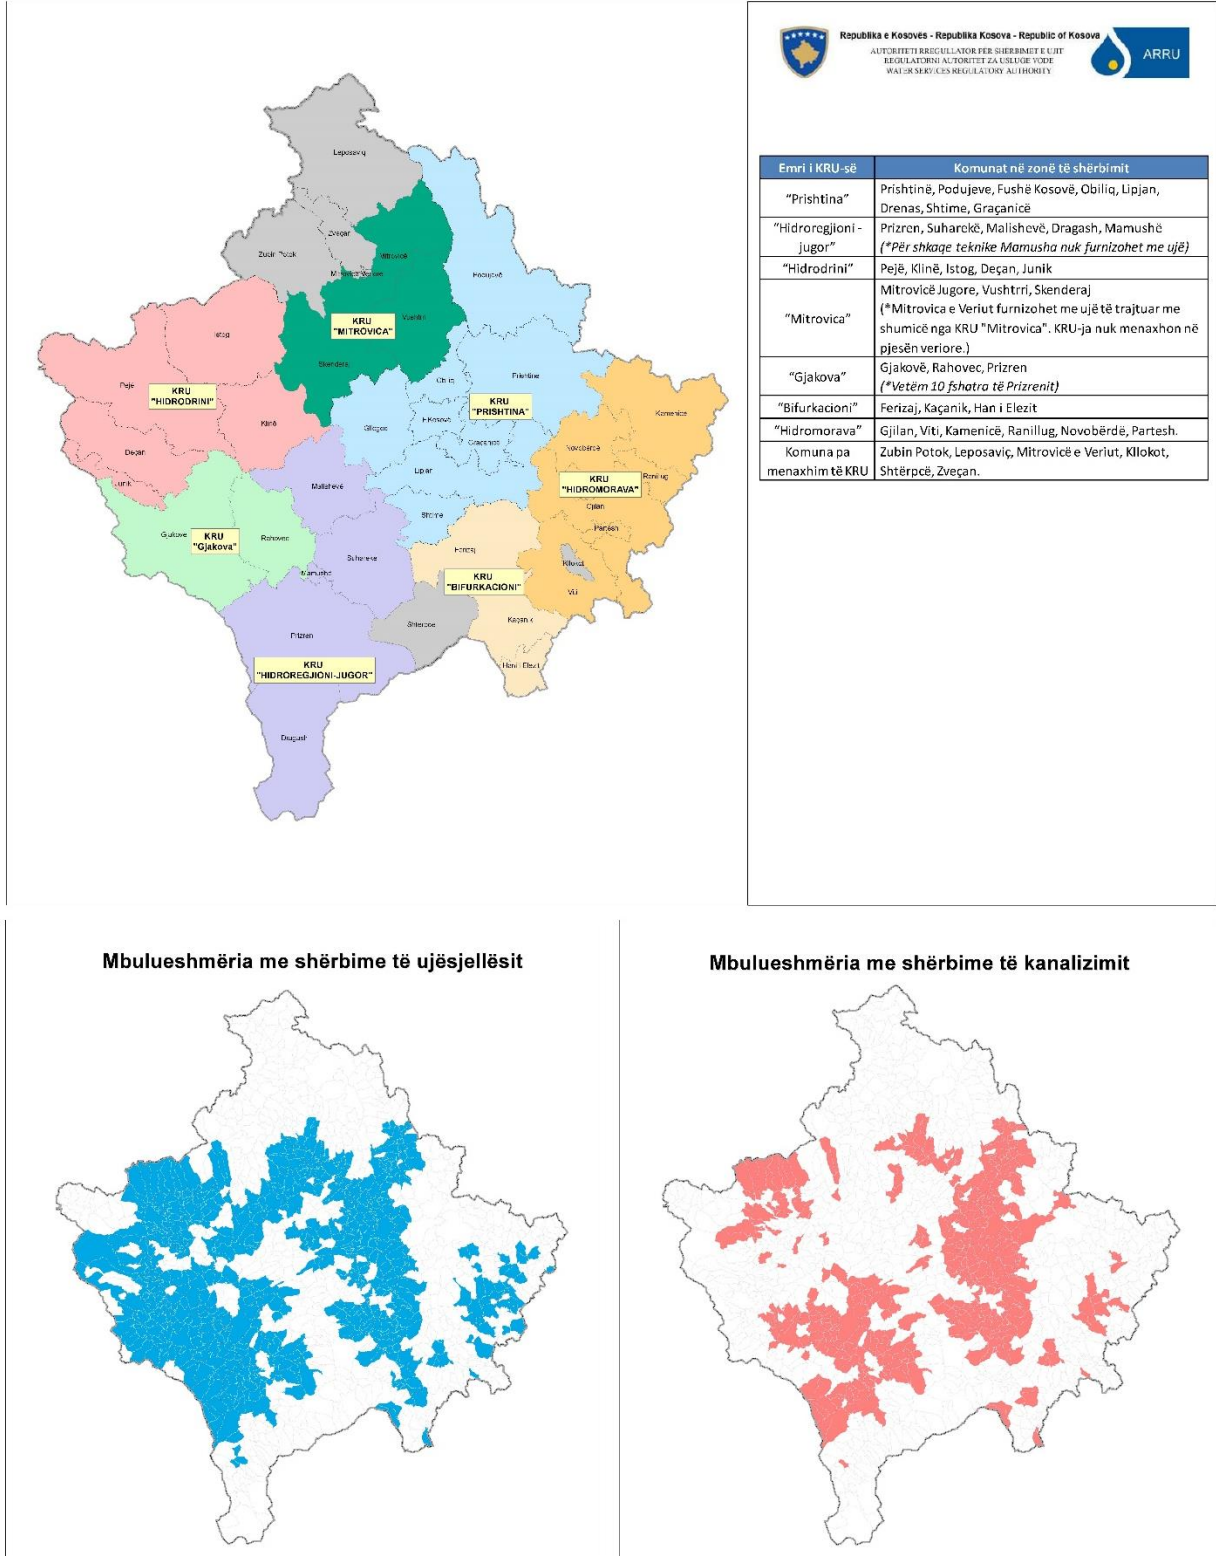 Republika e Kosovës - Republika Kosova - Republic of Kosova
AUTORITETI RREGULLATOR PËR SHËRBIMET E UJIT
REGULATORNI AUTORITET ZA USLUGE VODE
WATER SERVICES REGULATORY AUTHORITY
ARRU
Emri i KRU-së Komunat në zonë të shërbimit
"Prishtina" Prishtinë, Podujeve, Fushë Kosovë, Obiliq, Lipjan,
Drenas, Shtime, Graçanicë
"Hidroregjioni - Prizren, Suharekë, Malishevë, Dragash, Mamushë
jugor" (*Për shkaqe teknike Mamusha nuk furnizohet me ujë)
"Hidrodrini" Pejë, Klinë, Istog, Deçan, Junik
"Mitrovica" Mitrovicë Jugore, Vushtrri, Skenderaj
(*Mitrovica e Veriut furnizohet me ujë të trajtuar me
shumicë nga KRU "Mitrovica". KRU-ja nuk menaxhon në
pjesën veriore.)
"Gjakova" Gjakovë, Rahovec, Prizren
(*Vetëm 10 fshatra të Prizrenit)
"Bifurkacioni" Ferizaj, Kaçanik, Han i Elezit
"Hidromorava" Gjilan, Viti, Kamenicë, Ranillug, Novobërdë, Partesh.
Komuna pa Zubin Potok, Leposaviç, Mitrovicë e Veriut, Kllokot,
menaxhim të KRU Shtërpcë, Zveçan.
Leposaviq
Zveçan
Zubin Potok
Mitrovicë
Podujevë
Vushtrri
KRU
"MITROVICA"
Istog
Skenderaj
Pejë
KRU
"HIDRODRINI"
Obiliq
Prishtinë
KRU
"PRISHTINA"
Klinë
Gllogoc
F.Kosovë
Graçanicë
Kamenicë
Novobërdë
Deçan
Lipjan
Ranillug
KRU
"HIDROMORAVA"
Junik
Malishevë
Gjilan
Shtime
Partesh
Gjakovë
KRU
"Gjakova"
Rahovec
Suharekë
Ferizaj
Kllokot
Mamushë
KRU
"BIFURKACIONI"
Viti
Shtërpcë
Kaçanik
Prizren
KRU
"HIDROREGJIONI-JUGOR"
Hani i Elezit
Dragash
Mbulueshmëria me shërbime të ujësjellësit
Mbulueshmëria me shërbime të kanalizimit